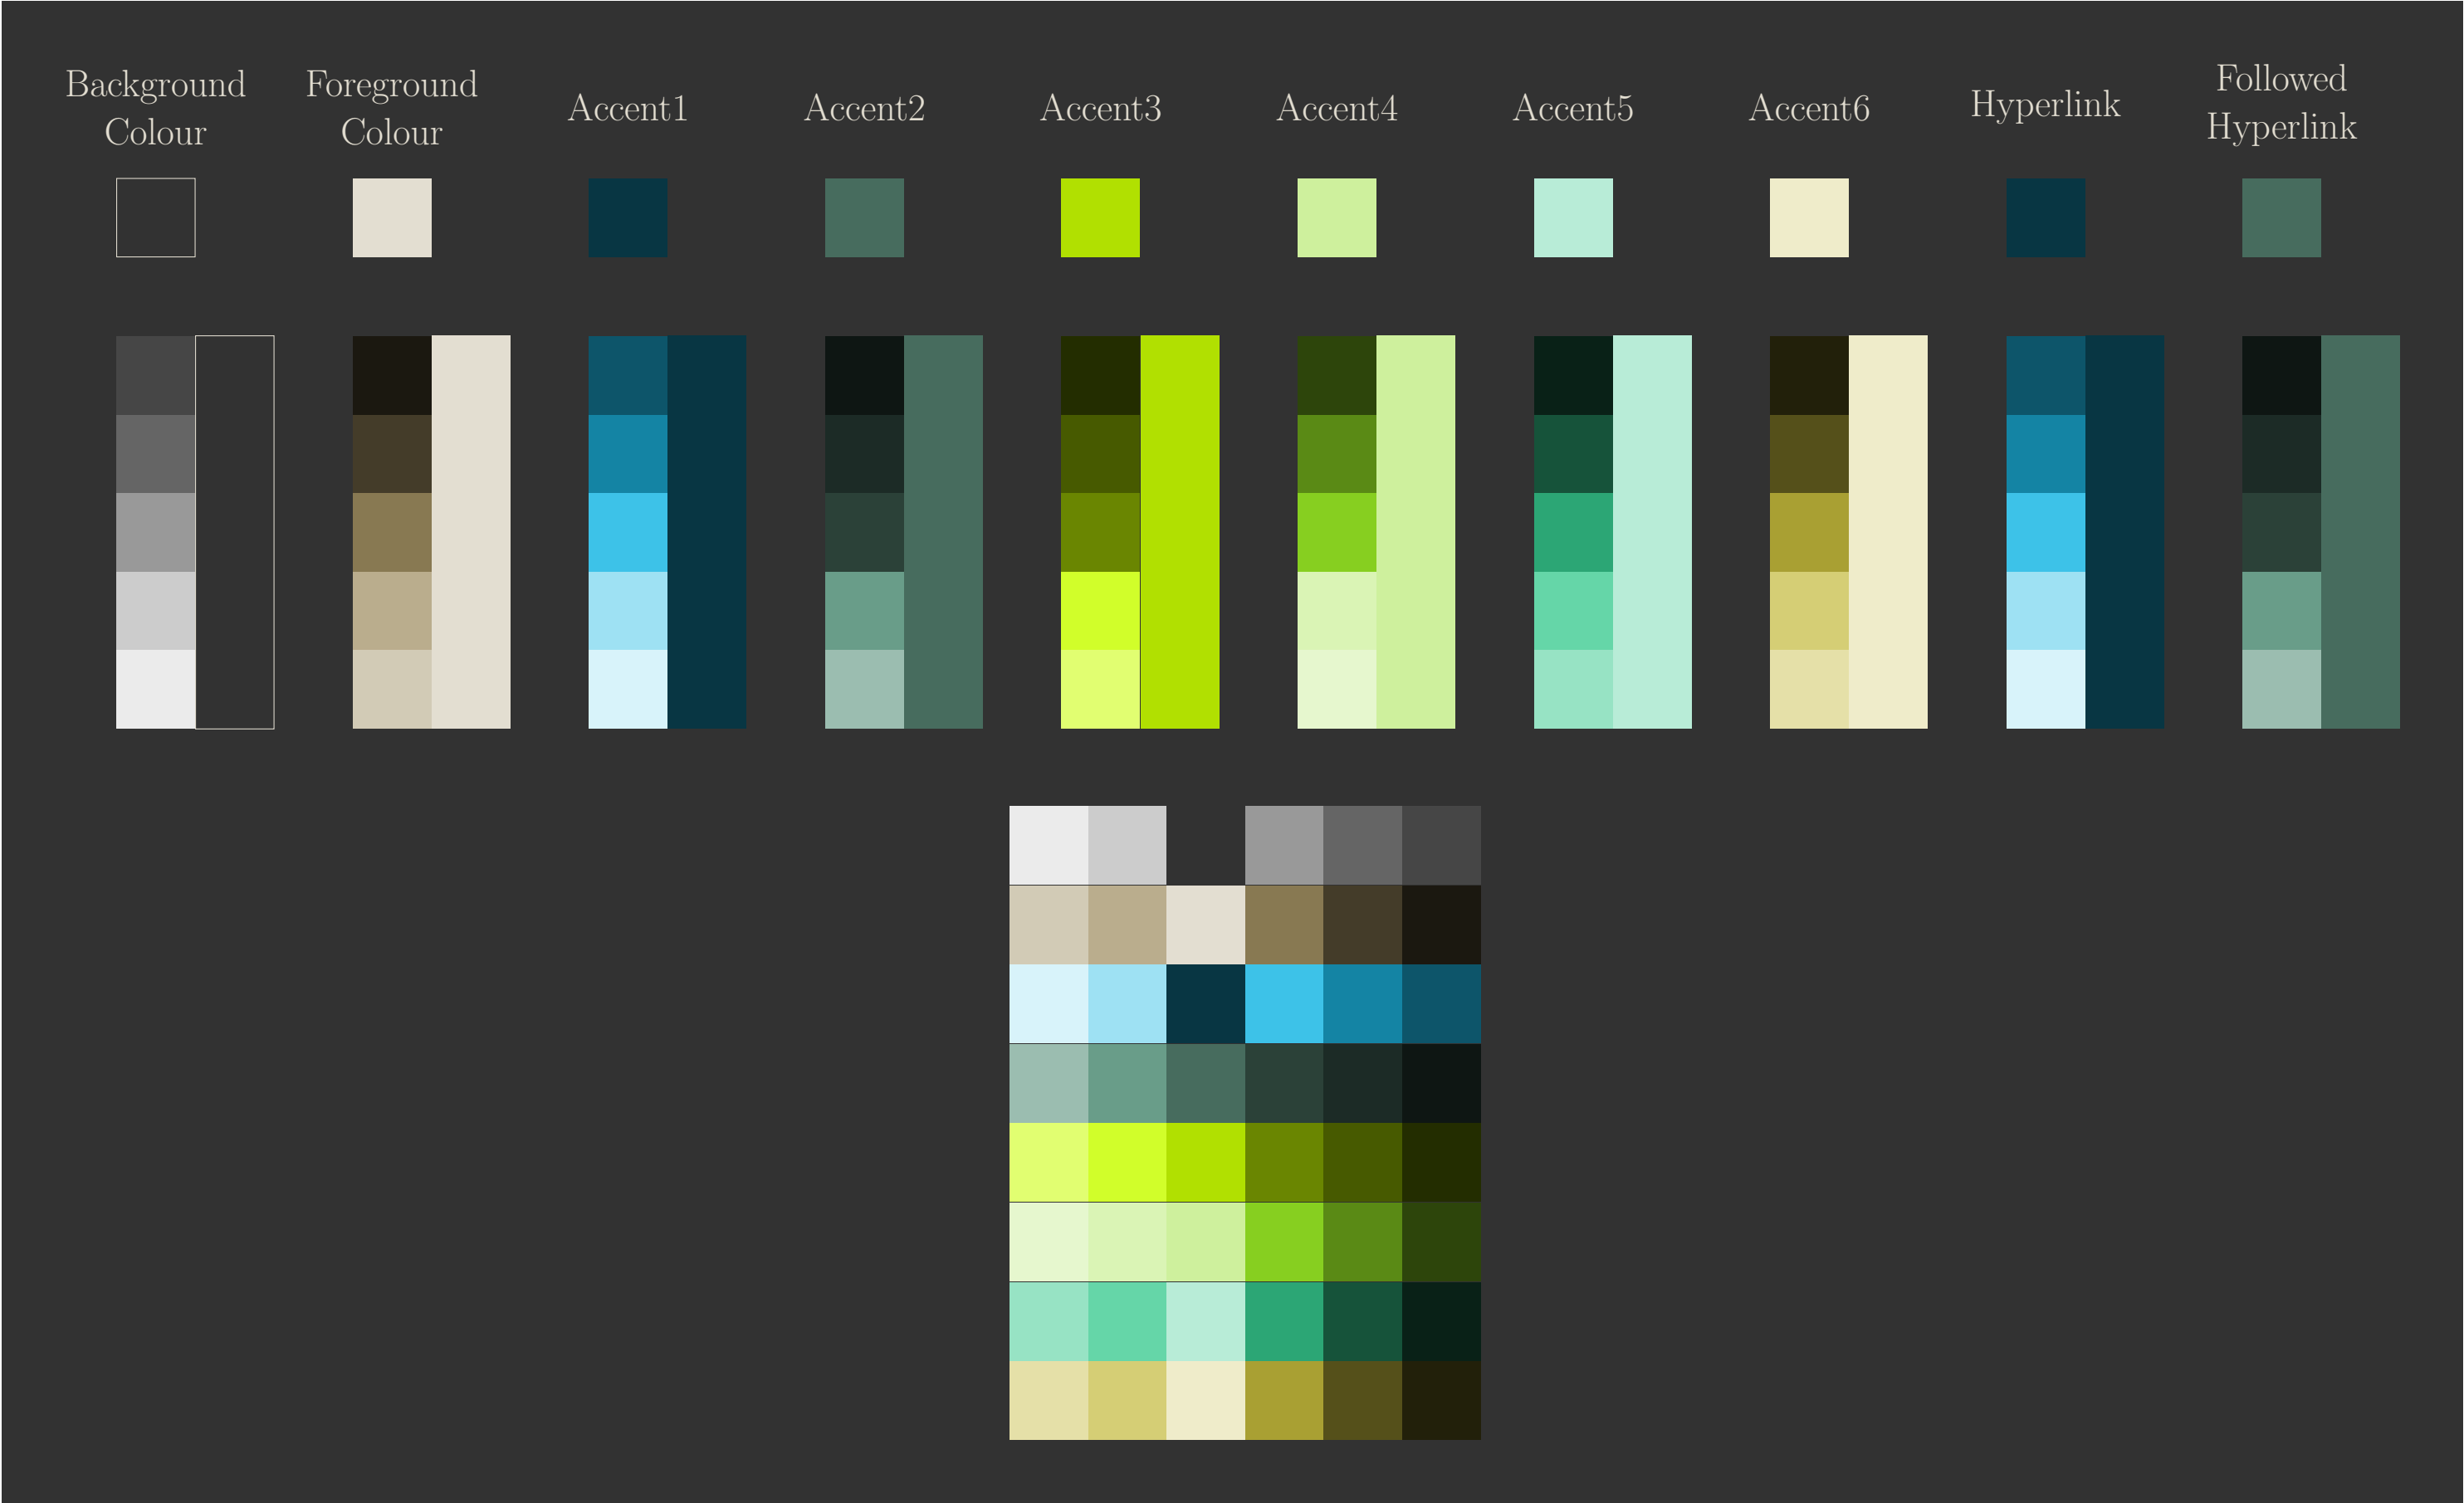 Background
Colour
Foreground
Colour
Accent1
Accent2
Accent3
Accent4
Accent5
Accent6
Hyperlink
Followed
Hyperlink